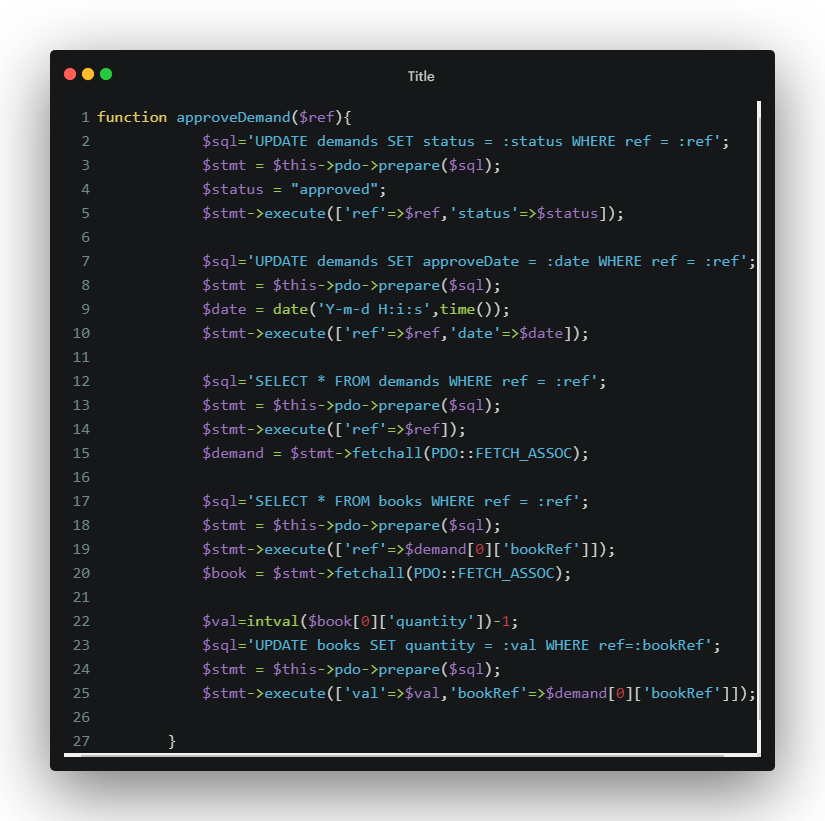 Title
1 function approveDemand($ref){
2 $sql='UPDATE demands SET status = :status WHERE ref = :ref';
3 $stmt = $this->pdo->prepare($sql);
4 $status = "approved";
5 $stmt->execute(['ref'=>$ref,'status'=>$status]);
6
7 $sql='UPDATE demands SET approveDate = :date WHERE ref = :ref';
8 $stmt = $this->pdo->prepare($sql);
9 $date = date('Y-m-d H:i:s',time());
10 $stmt->execute(['ref'=>$ref,'date'=>$date]);
11
12 $sql='SELECT * FROM demands WHERE ref = :ref';
13 $stmt = $this->pdo->prepare($sql);
14 $stmt->execute(['ref'=>$ref]);
15 $demand = $stmt->fetchall(PDO::FETCH_ASSOC);
16
17 $sql='SELECT * FROM books WHERE ref = :ref';
18 $stmt = $this->pdo->prepare($sql);
19 $stmt->execute(['ref'=>$demand[0]['bookRef']]);
20 $book = $stmt->fetchall(PDO::FETCH_ASSOC);
21
22 $val=intval($book[0]['quantity'])-1;
23 $sql='UPDATE books SET quantity = :val WHERE ref=:bookRef';
24 $stmt = $this->pdo->prepare($sql);
25 $stmt->execute(['val'=>$val,'bookRef'=>$demand[0]['bookRef']]);
26
27 }